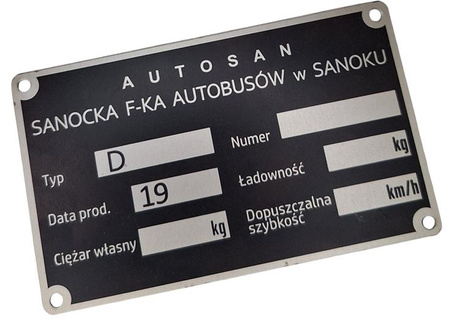 AUTOSAN
SANOCKA F-KA AUTOBUSÓW w SANOKU
Typ D
Numer
Data prod. 19
Ładowność kg
Ciężar własny kg
Dopuszczalna
szybkość km/h